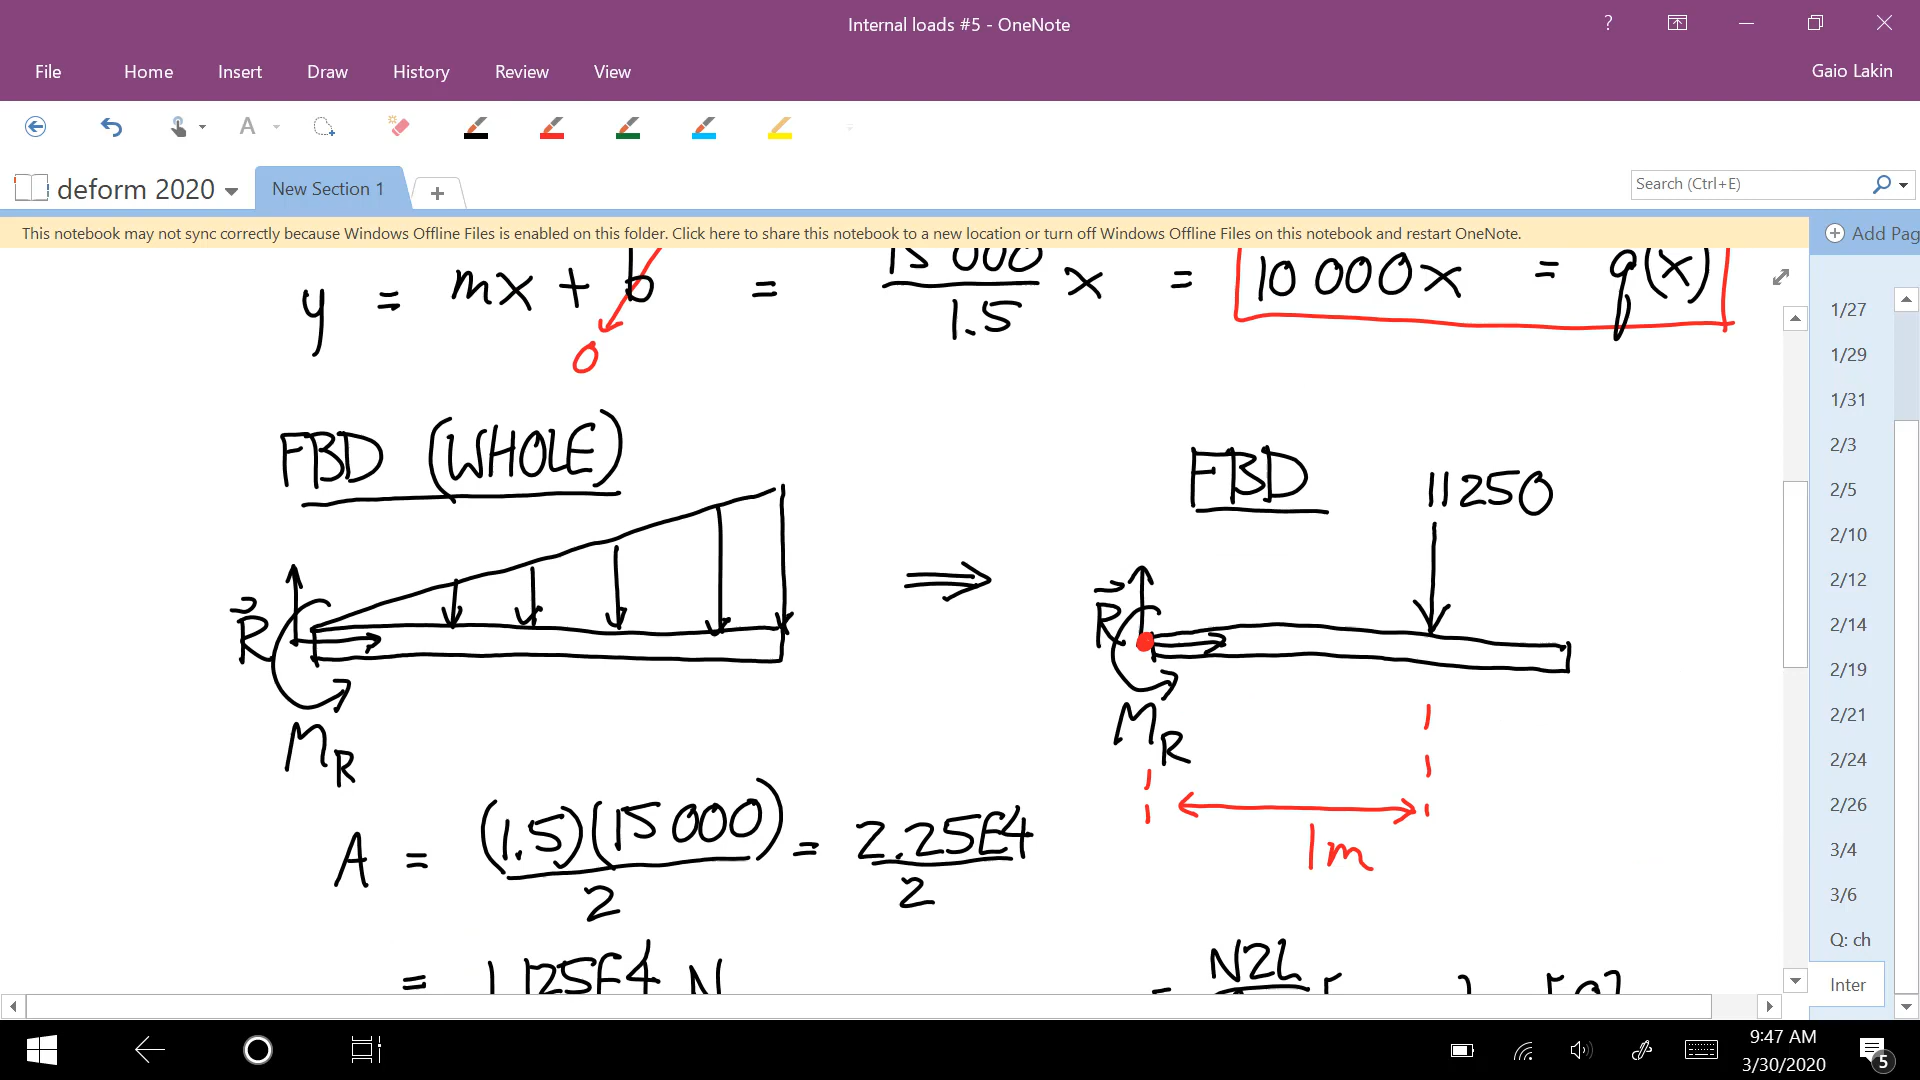 Internal loads #5 - OneNote
?
File Home Insert Draw History Review View
Gaio Lakin
A
deform 2020
New Section 1
+
Search (Ctrl+E)
This notebook may not sync correctly because Windows Offline Files is enabled on this folder. Click here to share this notebook to a new location or turn off Windows Offline Files on this notebook and restart OneNote.
Add Pag
y = mx + b = 15 000 / 1.5 x = 10 000x = q(x)
0
FBD (WHOLE)
FBD
11250
R
M_R
⇒
R
M_R
1m
A = (1.5)(15 000) / 2 = 2.25E4 / 2
= 1.125E4 N
= N2L
1/27
1/29
1/31
2/3
2/5
2/10
2/12
2/14
2/19
2/21
2/24
2/26
3/4
3/6
Q: ch
Inter
9:47 AM
3/30/2020
5